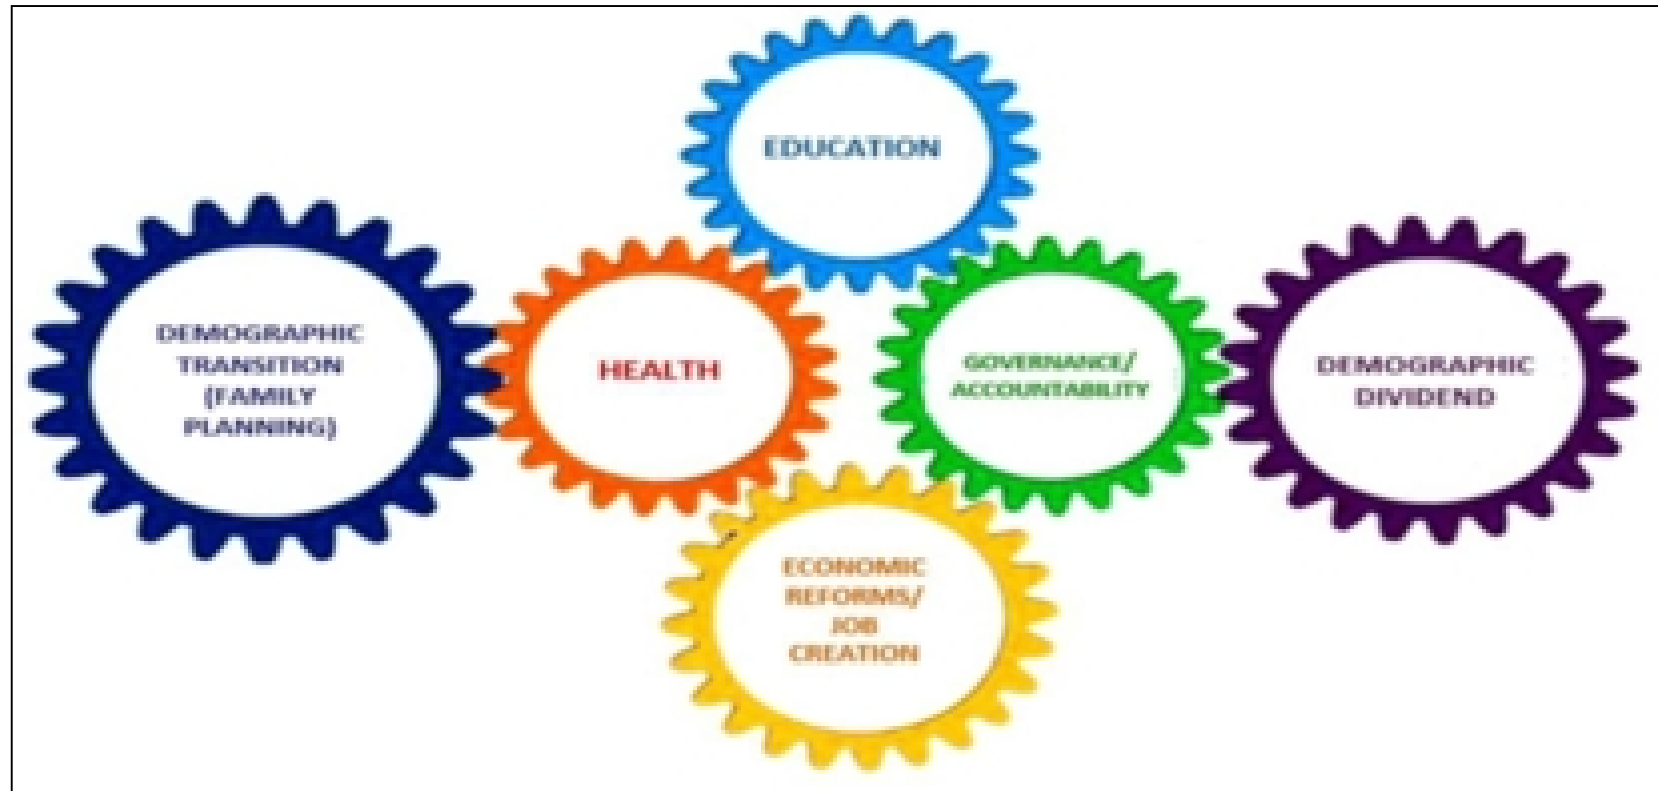 EDUCATION
DEMOGRAPHIC
TRANSITION
(FAMILY
PLANNING)
HEALTH
GOVERNANCE/
ACCOUNTABILITY
DEMOGRAPHIC
DIVIDEND
ECONOMIC
REFORMS/
JOB
CREATION